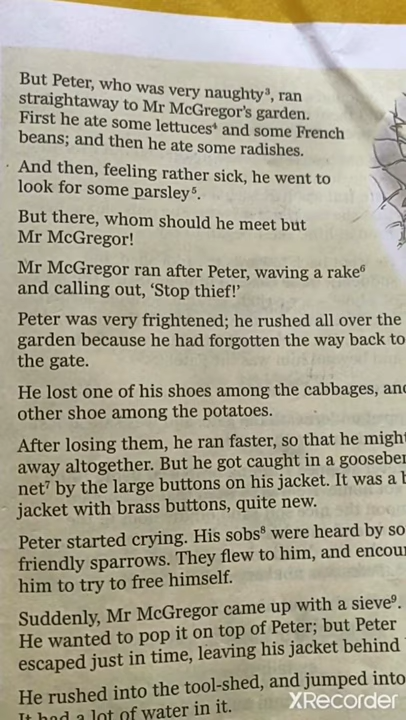 But Peter, who was very naughty³, ran
straightaway to Mr McGregor's garden.
First he ate some lettuces⁴ and some French
beans; and then he ate some radishes.
And then, feeling rather sick, he went to
look for some parsley⁵.
But there, whom should he meet but
Mr McGregor!
Mr McGregor ran after Peter, waving a rake⁶
and calling out, 'Stop thief!'
Peter was very frightened; he rushed all over the
garden because he had forgotten the way back to
the gate.
He lost one of his shoes among the cabbages, and
other shoe among the potatoes.
After losing them, he ran faster, so that he might
away altogether. But he got caught in a
net⁷ by the large buttons on his jacket. It was a
jacket with brass buttons, quite new.
Peter started crying. His sobs⁸ were heard by
friendly sparrows. They flew to him, and
him to try to free himself.
Suddenly, Mr McGregor came up with a sieve⁹.
He wanted to pop it on top of Peter; but Peter
escaped just in time, leaving his jacket behind
He rushed into the tool-shed, and jumped into
It had a lot of water in it.
XRecorder